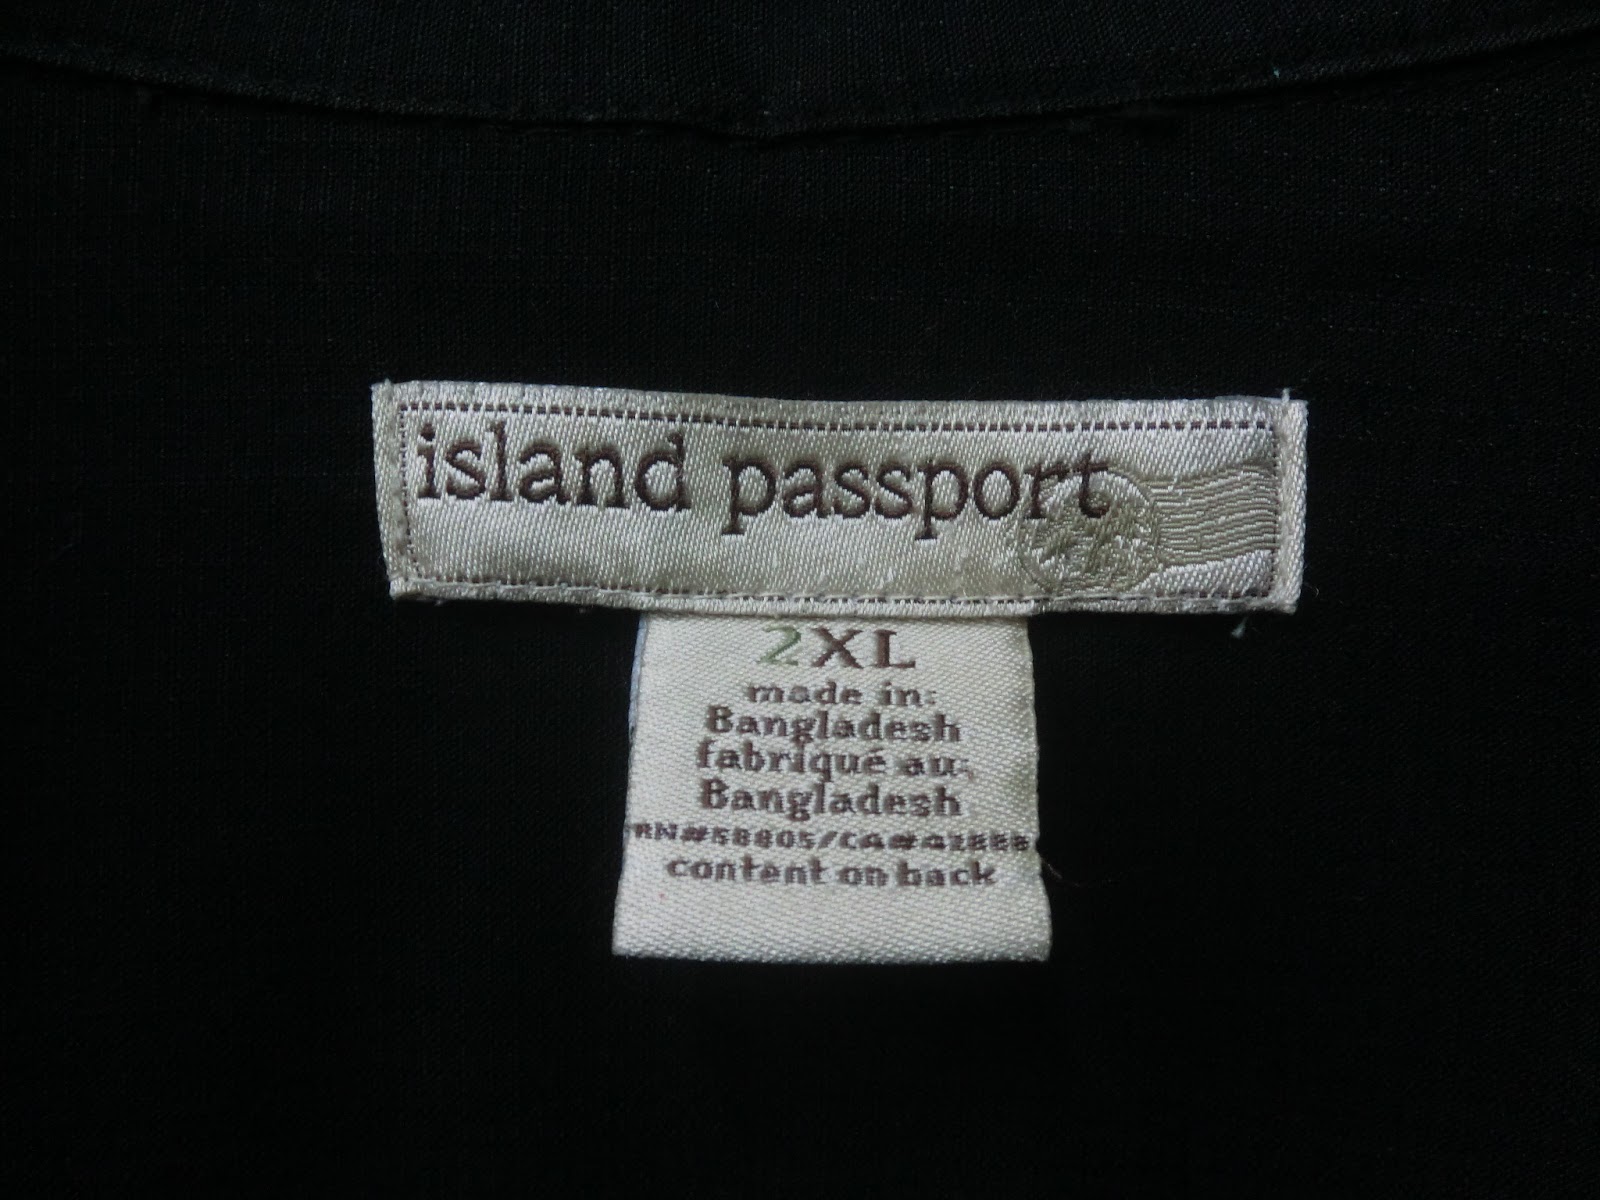 island passport
2XL
made in:
Bangladesh
fabriqué au:
Bangladesh
content on back